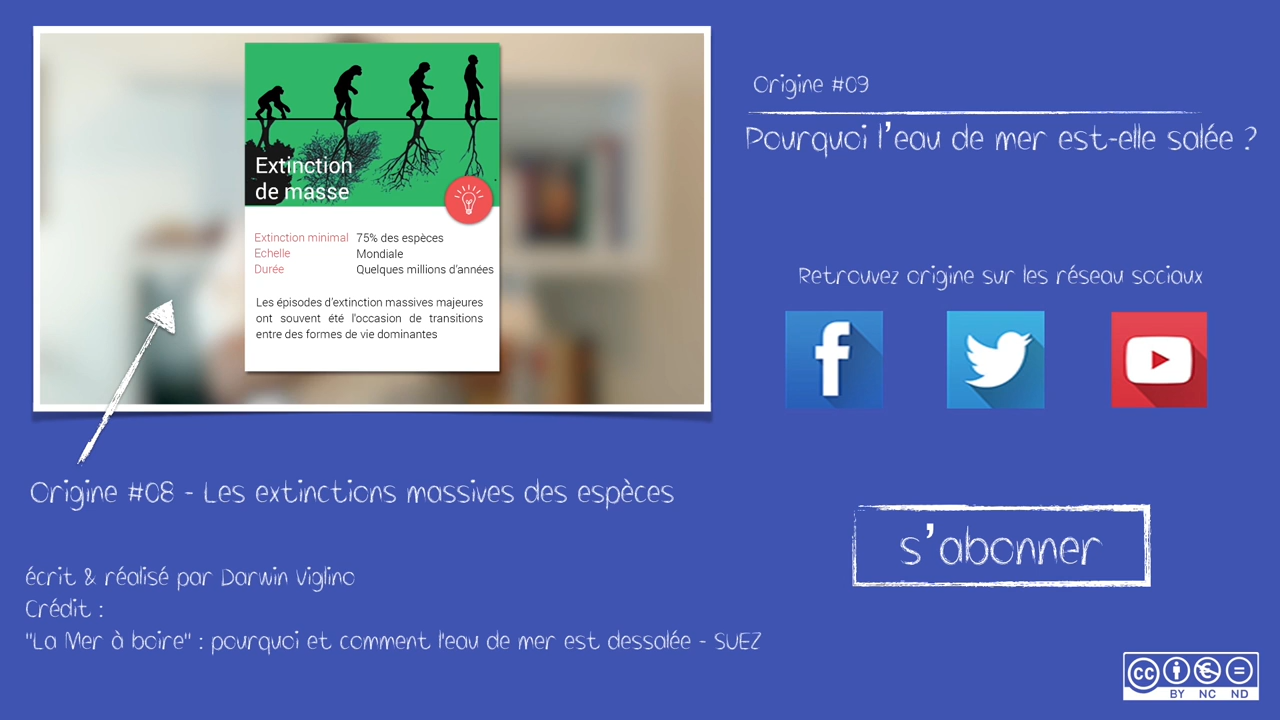 Extinction
de masse
Extinction minimal 75% des espèces
Echelle Mondiale
Durée Quelques millions d'années
Les épisodes d'extinction massives majeures
ont souvent été l'occasion de transitions
entre des formes de vie dominantes
Origine #08 - Les extinctions massives des espèces
écrit & réalisé par Darwin Viglino
Crédit :
"La Mer à boire" : pourquoi et comment l'eau de mer est dessalée - SUEZ
Origine #09
Pourquoi l'eau de mer est-elle salée ?
Retrouvez origine sur les réseau sociaux
f
s'abonner
cc
BY NC ND